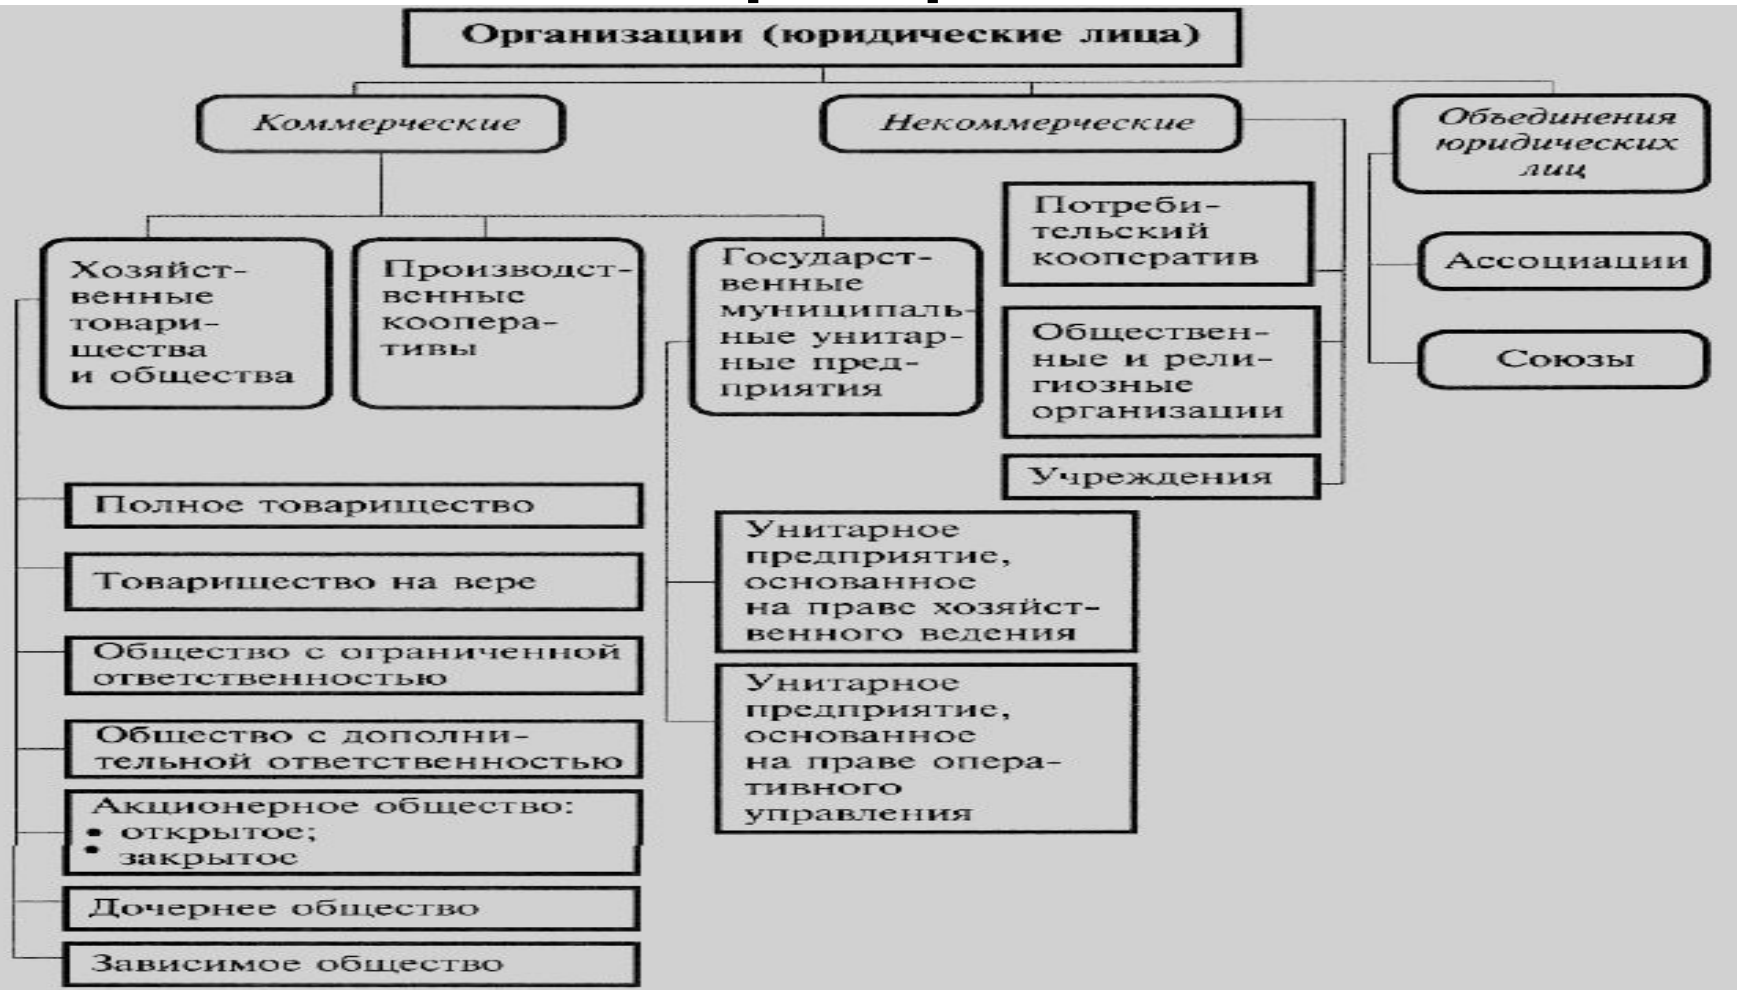 Организации (юридические лица)
Коммерческие
Некоммерческие
Объединения
юридических
лиц
Хозяйст-
венные
товари-
щества
и общества
Производст-
венные
коопера-
тивы
Государст-
венные
муниципаль-
ные унитар-
ные пред-
приятия
Потреби-
тельский
кооператив
Общественн-
ные и рели-
гиозные
организации
Учреждения
Ассоциации
Союзы
Полное товарищество
Товарищество на вере
Общество с ограниченной
ответственностью
Общество с дополни-
тельной ответственностью
Акционерное общество:
• открытое;
• закрытое
Дочернее общество
Зависимое общество
Унитарное
предприятие,
основанное
на праве хозяйст-
венного ведения
Унитарное
предприятие,
основанное
на праве опера-
тивного
управления